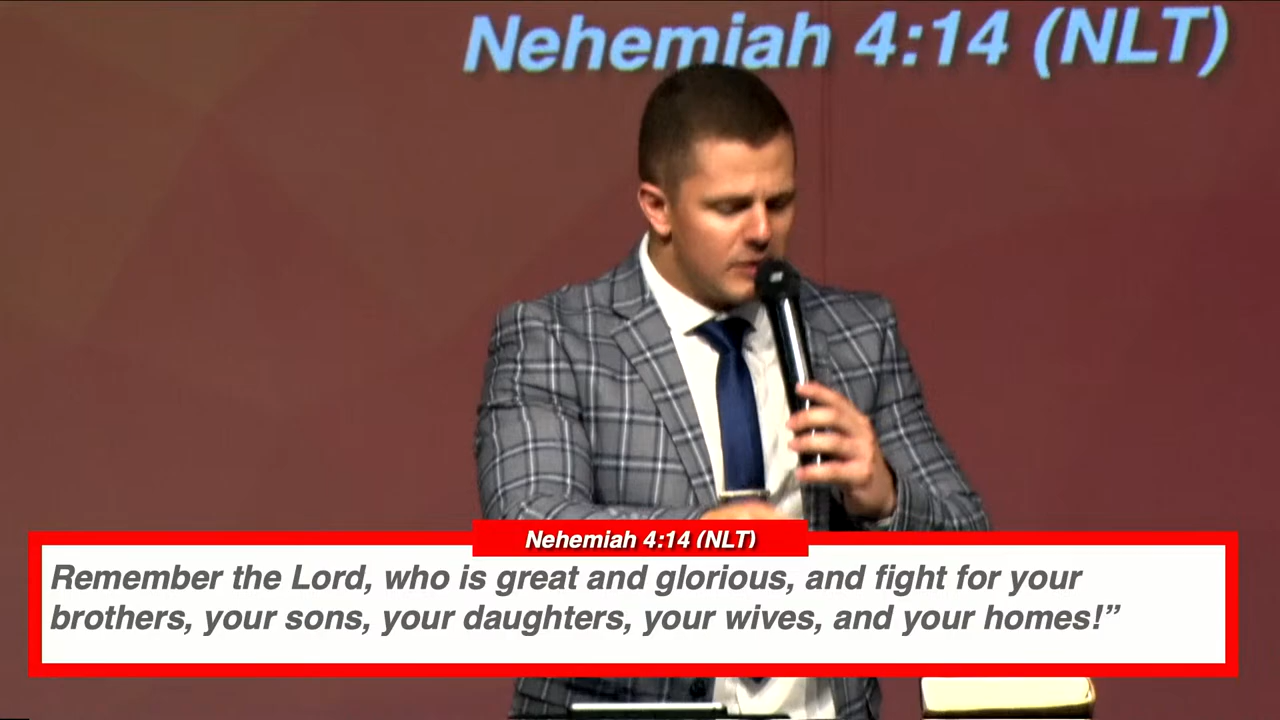 Nehemiah 4:14 (NLT)
Nehemiah 4:14 (NLT)
Remember the Lord, who is great and glorious, and fight for your
brothers, your sons, your daughters, your wives, and your homes!”